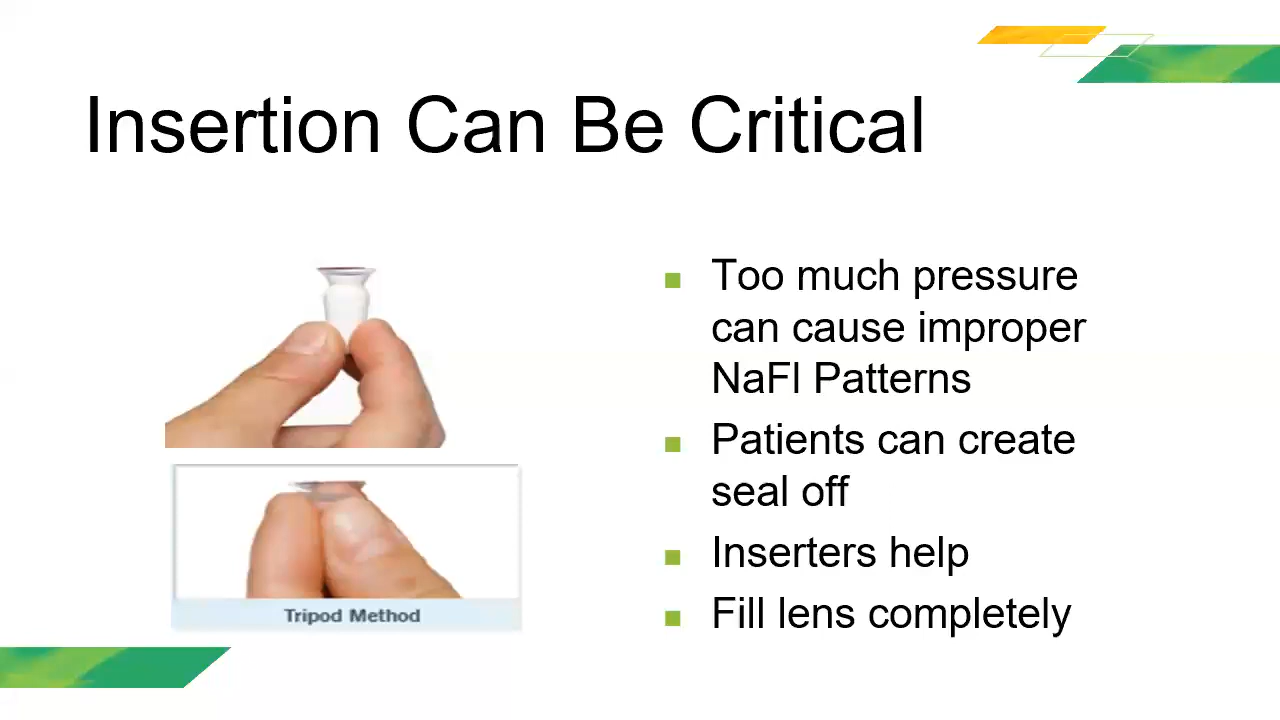 Insertion Can Be Critical
Too much pressure
can cause improper
NaFl Patterns
Patients can create
seal off
Inserters help
Fill lens completely
Tripod Method